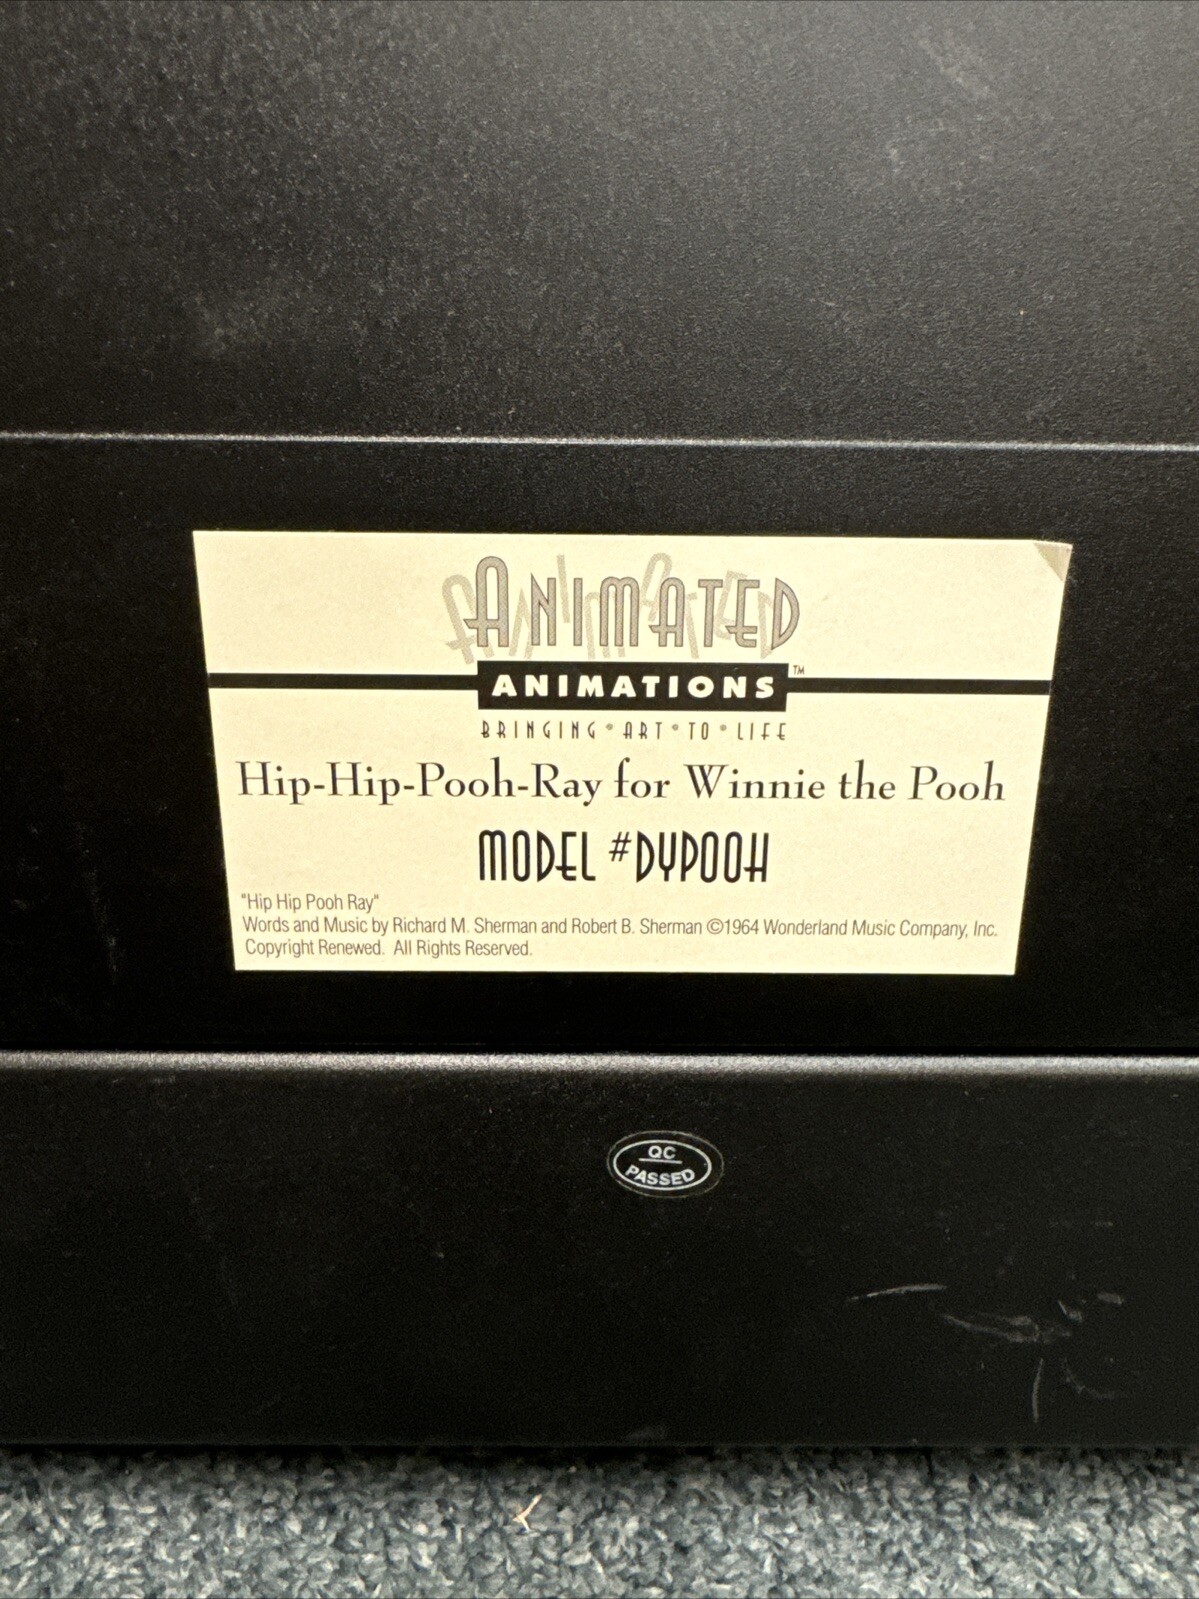 ANIMATED
ANIMATIONS™
BRINGING • ART • TO • LIFE
Hip-Hip-Pooh-Ray for Winnie the Pooh
MODEL #DYPOOH
"Hip Hip Pooh Ray"
Words and Music by Richard M. Sherman and Robert B. Sherman ©1964 Wonderland Music Company, Inc.
Copyright Renewed. All Rights Reserved.
QC
PASSED